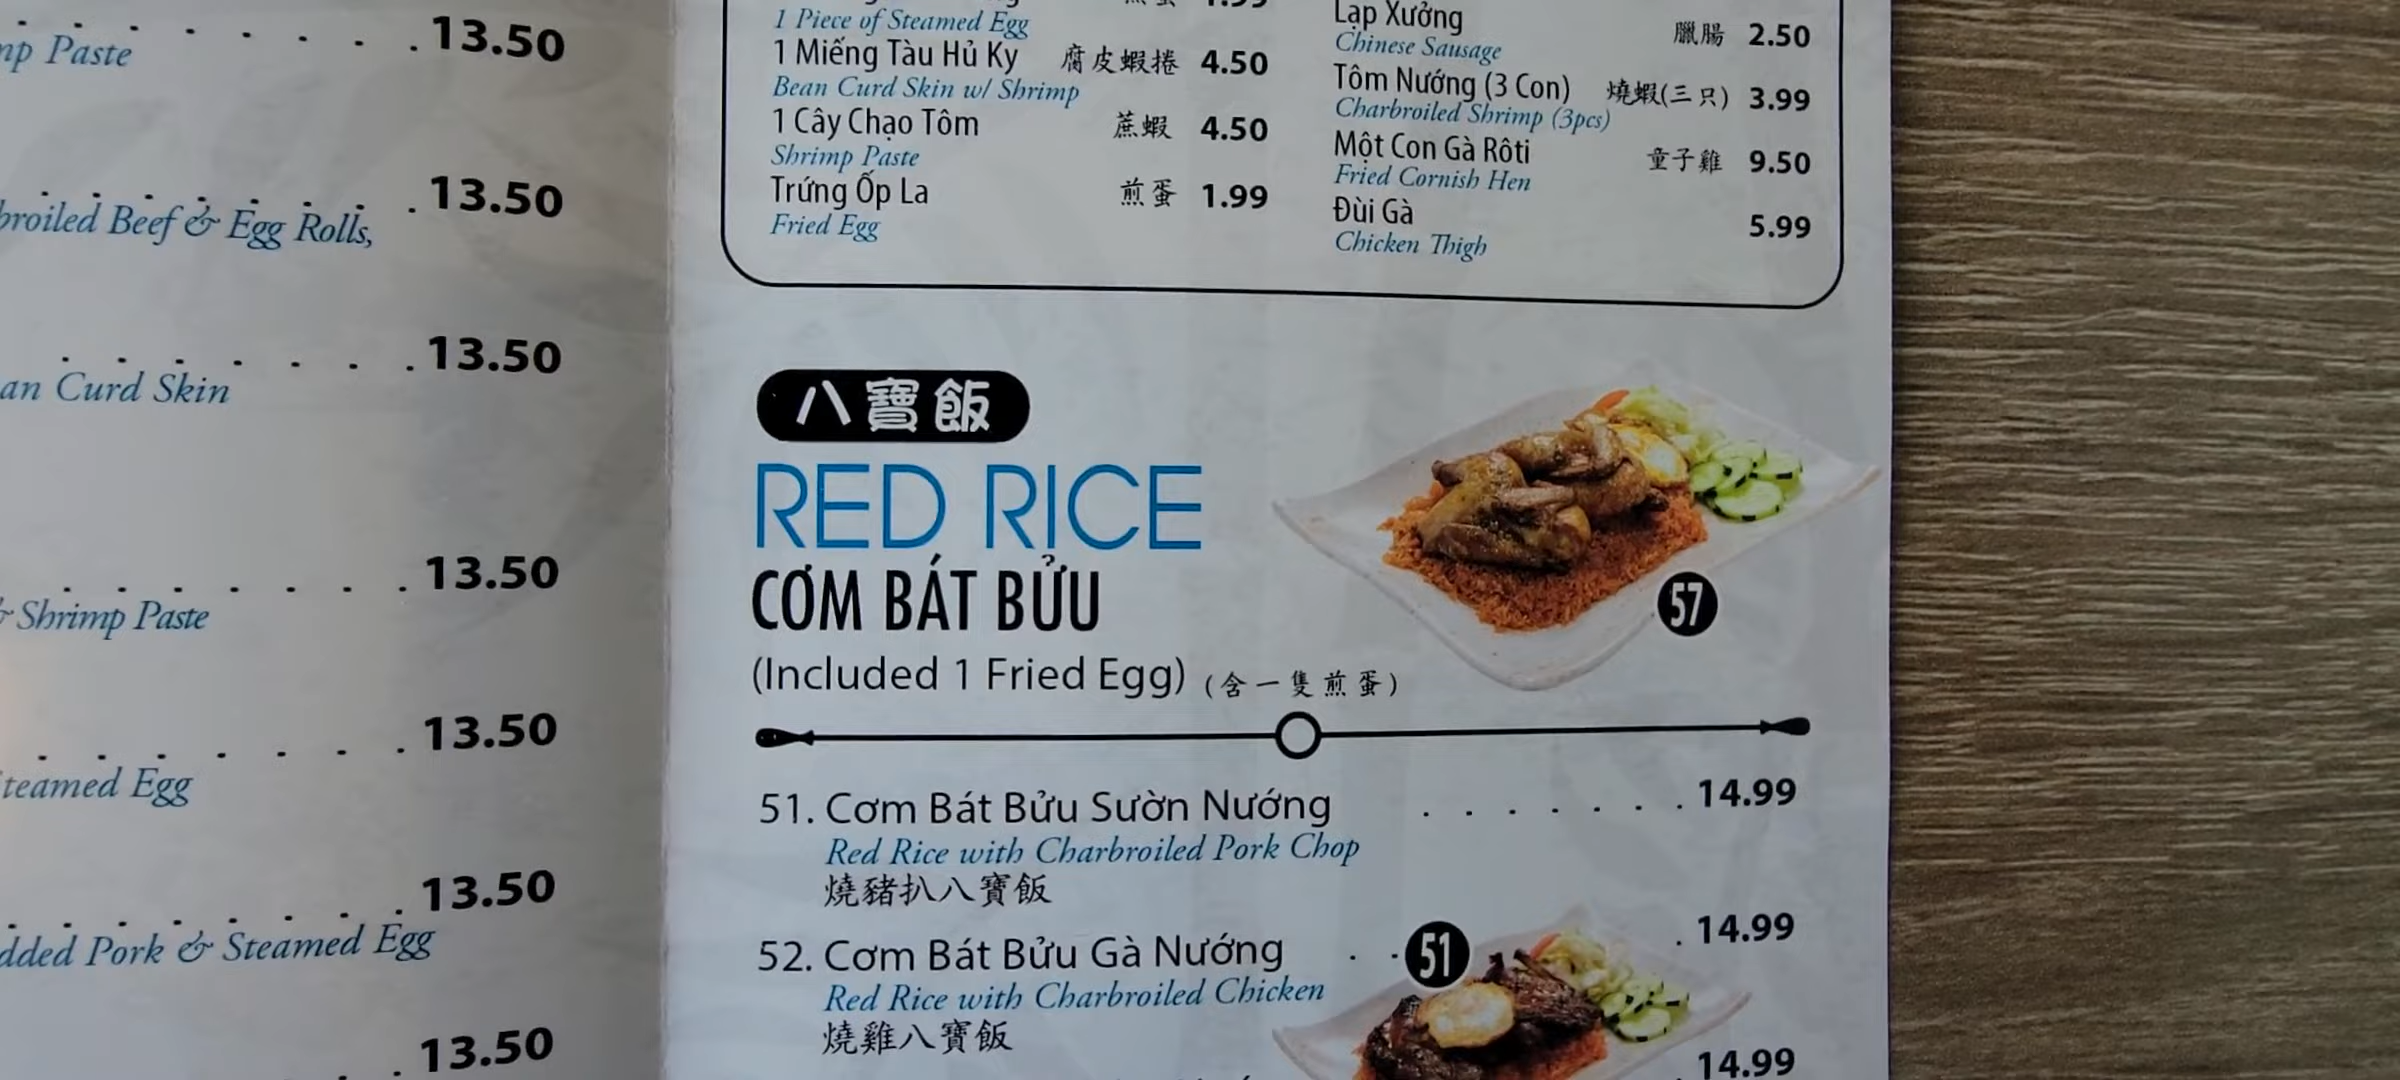 mp Paste
13.50
13.50
broiled Beef & Egg Rolls,
13.50
an Curd Skin
13.50
& Shrimp Paste
13.50
Steamed Egg
13.50
dded Pork & Steamed Egg
13.50
1 Piece of Steamed Egg
1 Miếng Tàu Hủ Ky 腐皮蝦捲 4.50
Bean Curd Skin w/ Shrimp
1 Cây Chạo Tôm 蔗蝦 4.50
Shrimp Paste
Trứng Ốp La 煎蛋 1.99
Fried Egg
Lạp Xưởng 臘腸 2.50
Chinese Sausage
Tôm Nướng (3 Con) 燒蝦(三只) 3.99
Charbroiled Shrimp (3pcs)
Một Con Gà Rôti 童子雞 9.50
Fried Cornish Hen
Đùi Gà 5.99
Chicken Thigh
八寶飯
RED RICE
CƠM BÁT BỬU
(Included 1 Fried Egg) (含一隻煎蛋)
57
51. Cơm Bát Bửu Sườn Nướng 14.99
Red Rice with Charbroiled Pork Chop
燒豬扒八寶飯
52. Cơm Bát Bửu Gà Nướng 14.99
Red Rice with Charbroiled Chicken
燒雞八寶飯
51
14.99